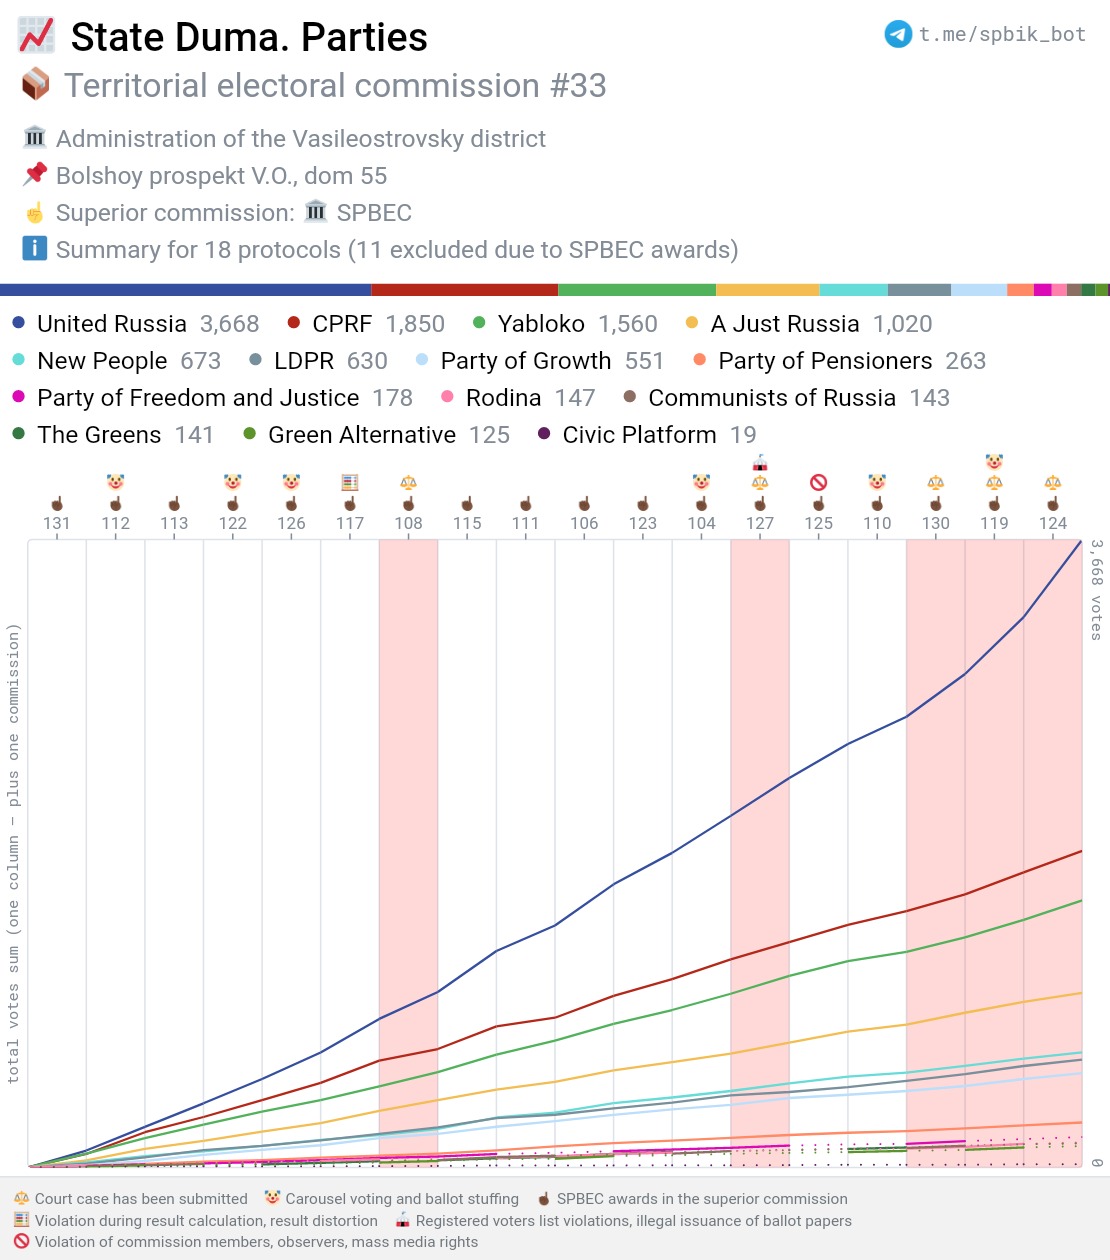 State Duma. Parties
t.me/spbik_bot
Territorial electoral commission #33
Administration of the Vasileostrovsky district
Bolshoy prospekt V.O., dom 55
Superior commission: SPBEC
Summary for 18 protocols (11 excluded due to SPBEC awards)
United Russia 3,668 CPRF 1,850 Yabloko 1,560 A Just Russia 1,020
New People 673 LDPR 630 Party of Growth 551 Party of Pensioners 263
Party of Freedom and Justice 178 Rodina 147 Communists of Russia 143
The Greens 141 Green Alternative 125 Civic Platform 19
131 112 113 122 126 117 108 115 111 106 123 104 127 125 110 130 119 124
total votes sum (one column – plus one commission)
3,668 votes
0
Court case has been submitted Carousel voting and ballot stuffing SPBEC awards in the superior commission
Violation during result calculation, result distortion Registered voters list violations, illegal issuance of ballot papers
Violation of commission members, observers, mass media rights